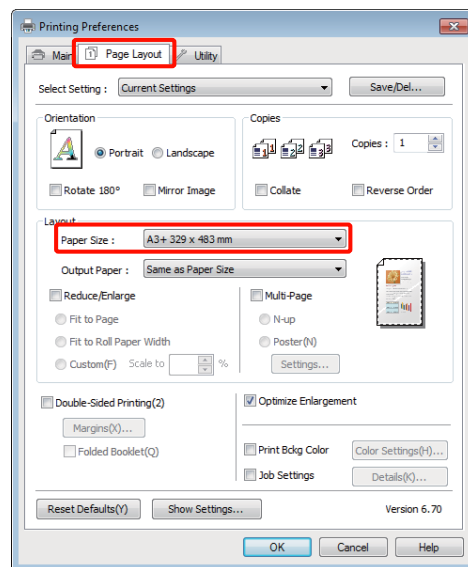 Printing Preferences
Main Page Layout Utility
Select Setting : Current Settings Save/Del...
Orientation
Portrait Landscape
Rotate 180° Mirror Image
Copies
Copies : 1
Collate Reverse Order
Layout
Paper Size : A3+ 329 x 483 mm
Output Paper : Same as Paper Size
Reduce/Enlarge
Fit to Page
Fit to Roll Paper Width
Custom(F) Scale to %
Multi-Page
N-up
Poster(N)
Settings...
Double-Sided Printing(2)
Margins(X)...
Folded Booklet(Q)
Optimize Enlargement
Print Bckg Color Color Settings(H)...
Job Settings Details(K)...
Reset Defaults(Y) Show Settings... Version 6.70
OK Cancel Help